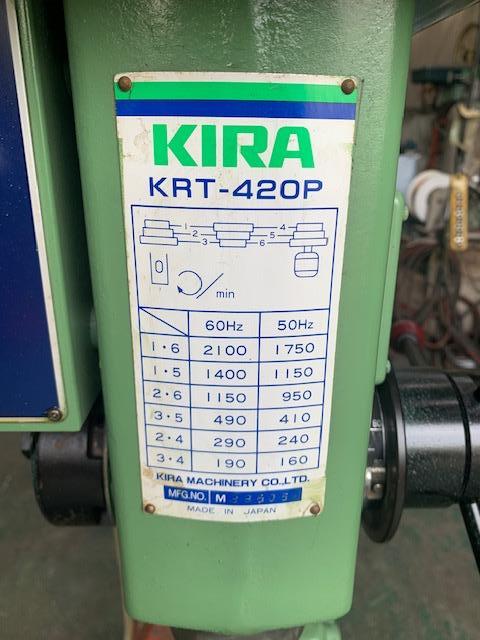 KIRA
KRT-420P
1 4
2 5
3 6
/min
60Hz 50Hz
1·6 2100 1750
1·5 1400 1150
2·6 1150 950
3·5 490 410
2·4 290 240
3·4 190 160
KIRA MACHINERY CO.,LTD.
MFG.NO. M
MADE IN JAPAN